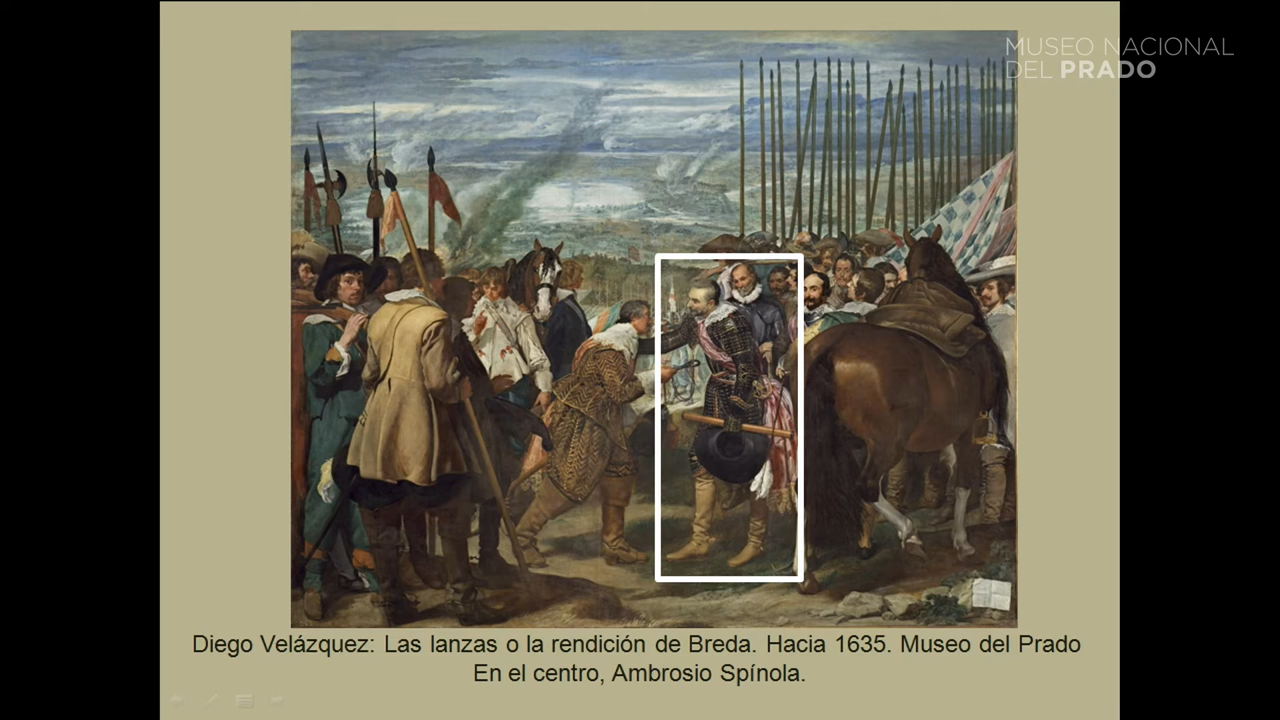 MUSEO NACIONAL
DEL PRADO
Diego Velázquez: Las lanzas o la rendición de Breda. Hacia 1635. Museo del Prado
En el centro, Ambrosio Spínola.